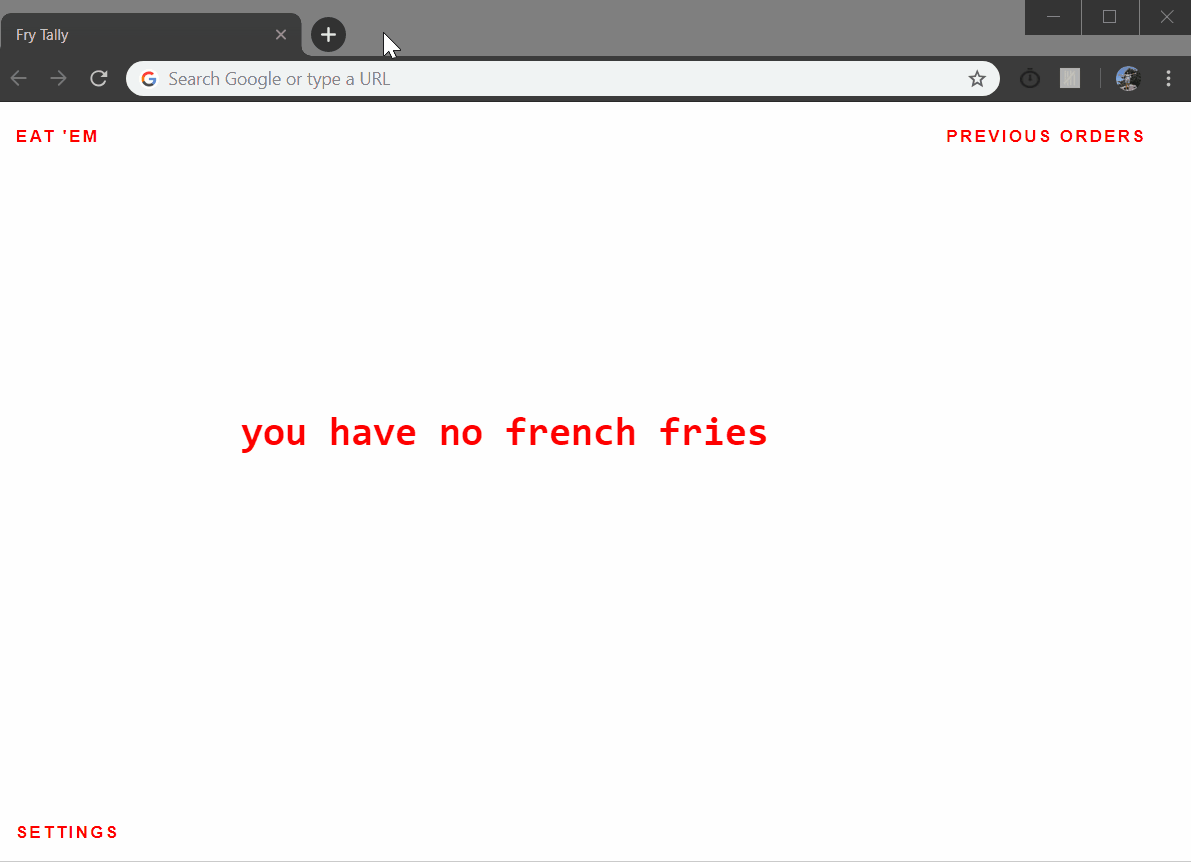 Fry Tally
Search Google or type a URL
EAT 'EM
PREVIOUS ORDERS
you have no french fries
SETTINGS